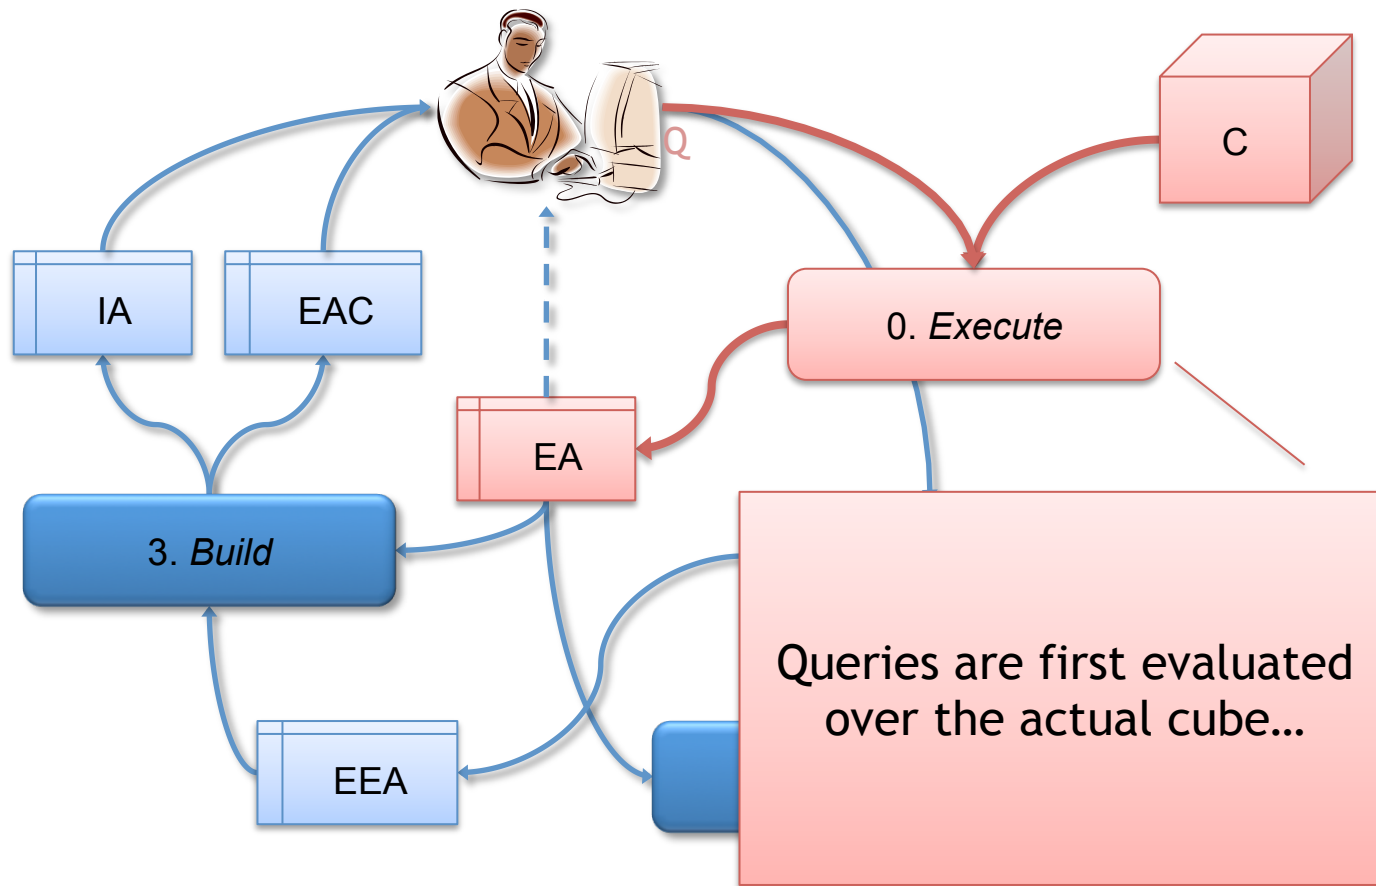 Q
C
IA
EAC
0. Execute
EA
3. Build
Queries are first evaluated
over the actual cube…
EEA